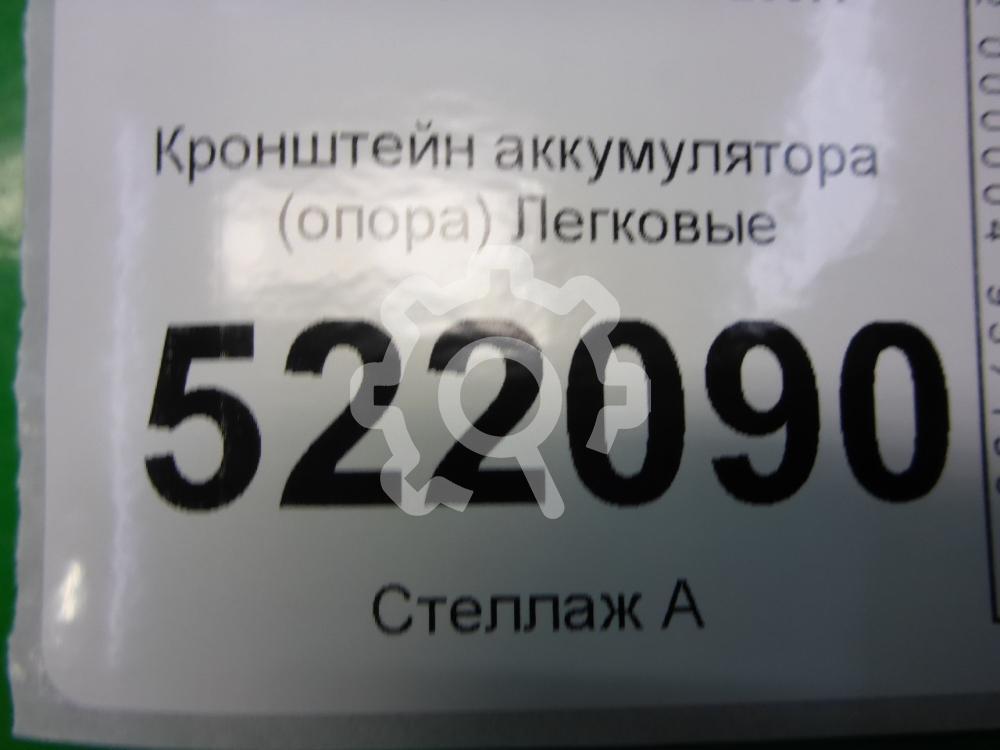 Кронштейн аккумулятора
(опора) Легковые
522090
Стеллаж А